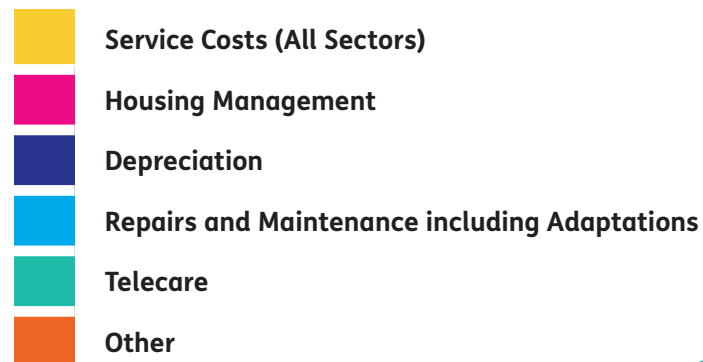 Service Costs (All Sectors)
Housing Management
Depreciation
Repairs and Maintenance including Adaptations
Telecare
Other